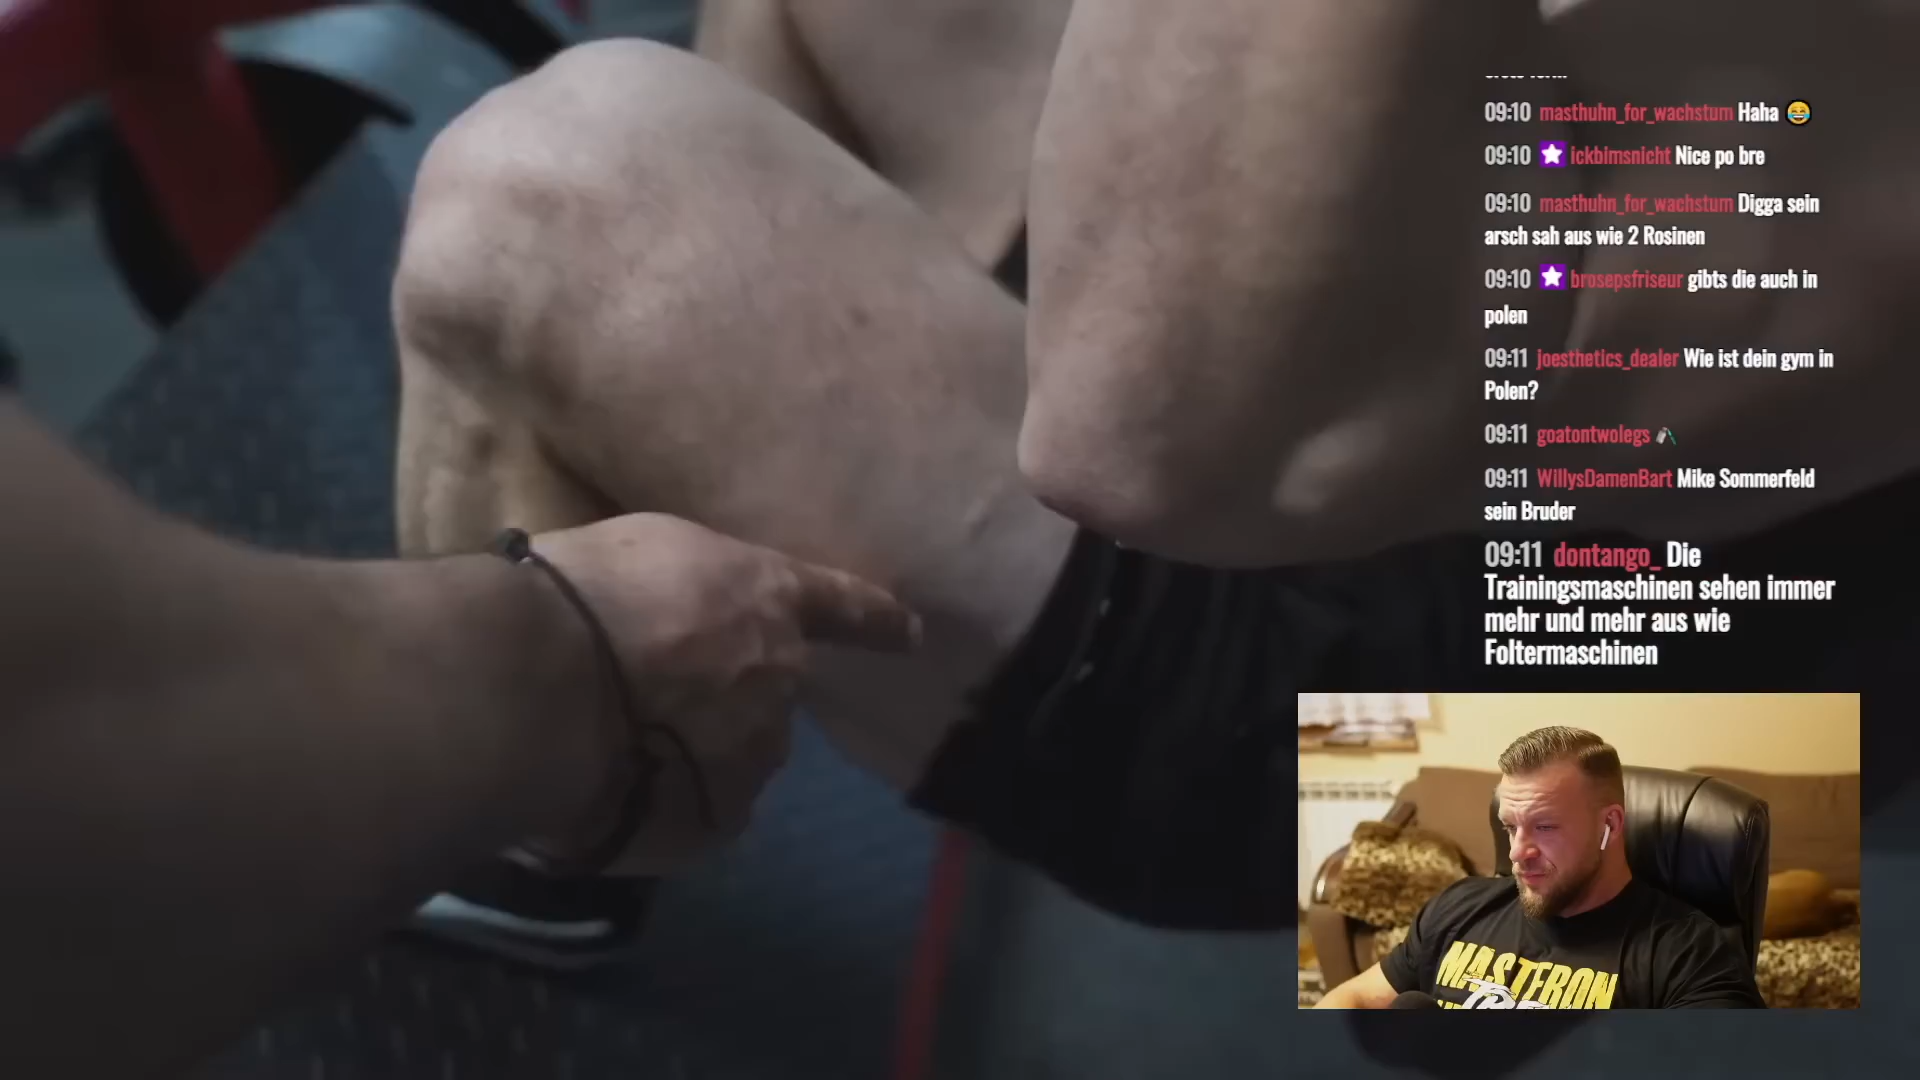 09:10 masthuhn_for_wachstum Haha 😂
09:10 ickbimsnicht Nice po bre
09:10 masthuhn_for_wachstum Digga sein
arsch sah aus wie 2 Rosinen
09:10 brosepsfriseur gibts die auch in
polen
09:11 joesthetics_dealer Wie ist dein gym in
Polen?
09:11 goatontwolegs
09:11 WillysDamenBart Mike Sommerfeld
sein Bruder
09:11 dontango_ Die
Trainingsmaschinen sehen immer
mehr und mehr aus wie
Foltermaschinen
MASTERON